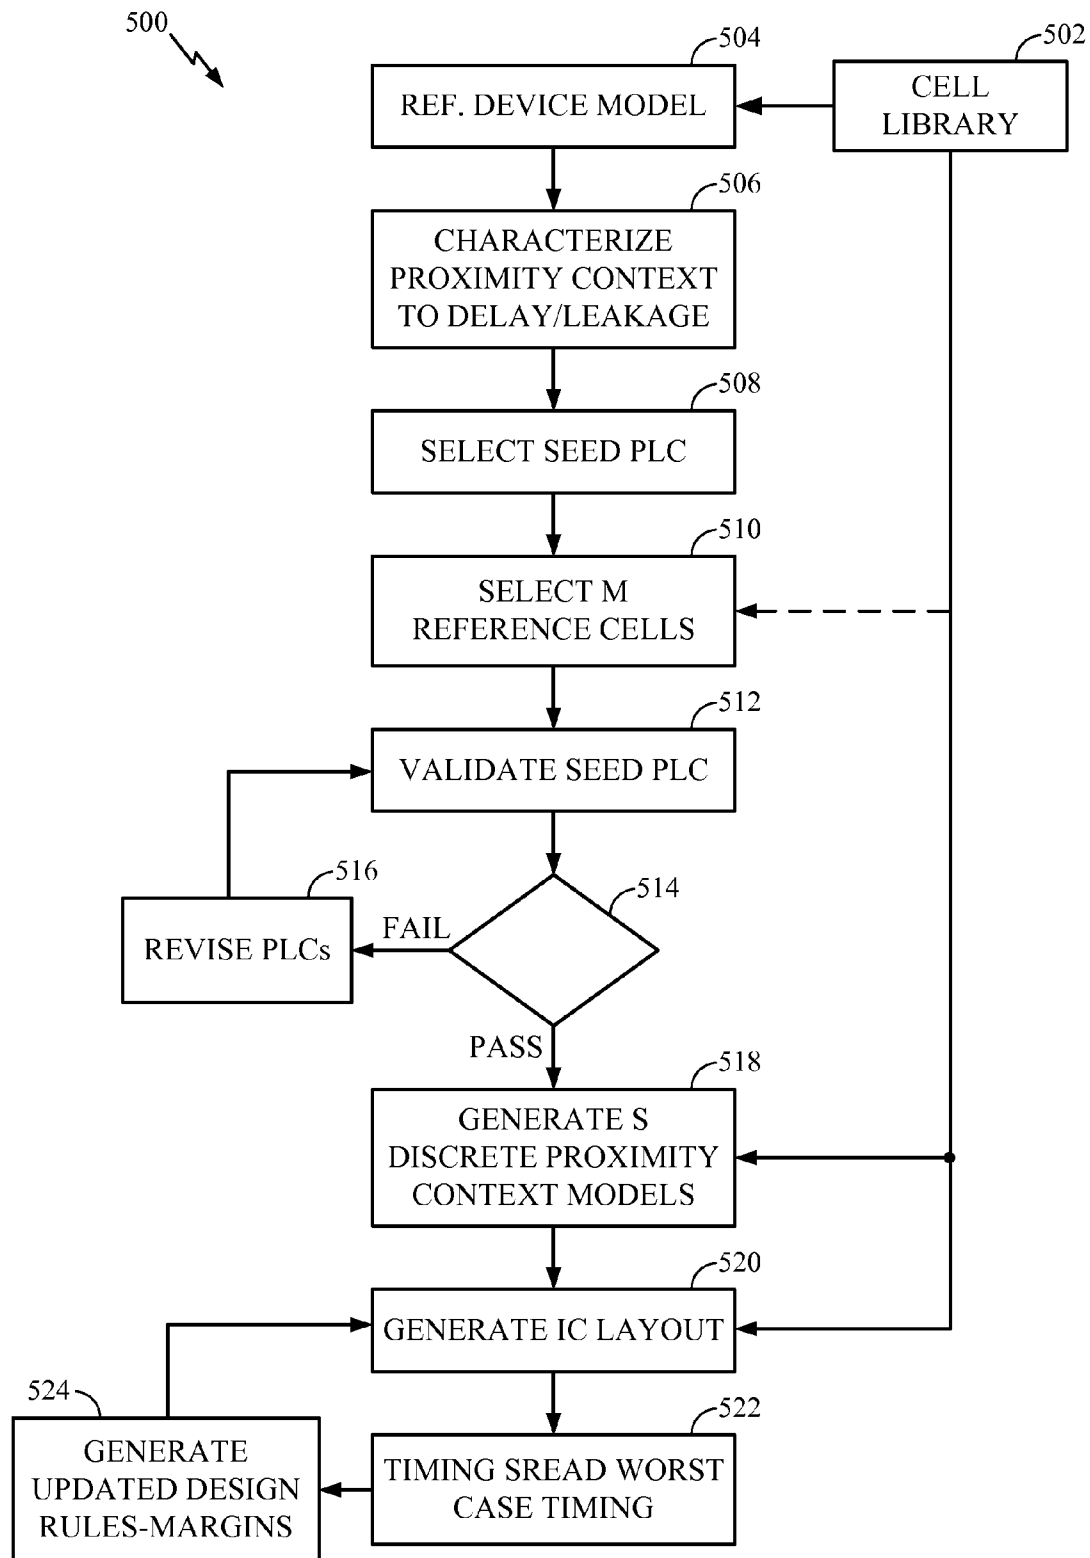 500
504
REF. DEVICE MODEL
502
CELL
LIBRARY
506
CHARACTERIZE
PROXIMITY CONTEXT
TO DELAY/LEAKAGE
508
SELECT SEED PLC
510
SELECT M
REFERENCE CELLS
512
VALIDATE SEED PLC
514
FAIL
516
REVISE PLCs
PASS
518
GENERATE S
DISCRETE PROXIMITY
CONTEXT MODELS
520
GENERATE IC LAYOUT
522
TIMING SREAD WORST
CASE TIMING
524
GENERATE
UPDATED DESIGN
RULES-MARGINS